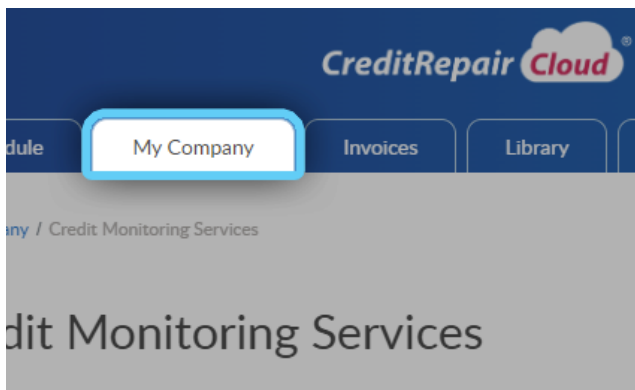 CreditRepair Cloud®
dule My Company Invoices Library
any / Credit Monitoring Services
dit Monitoring Services